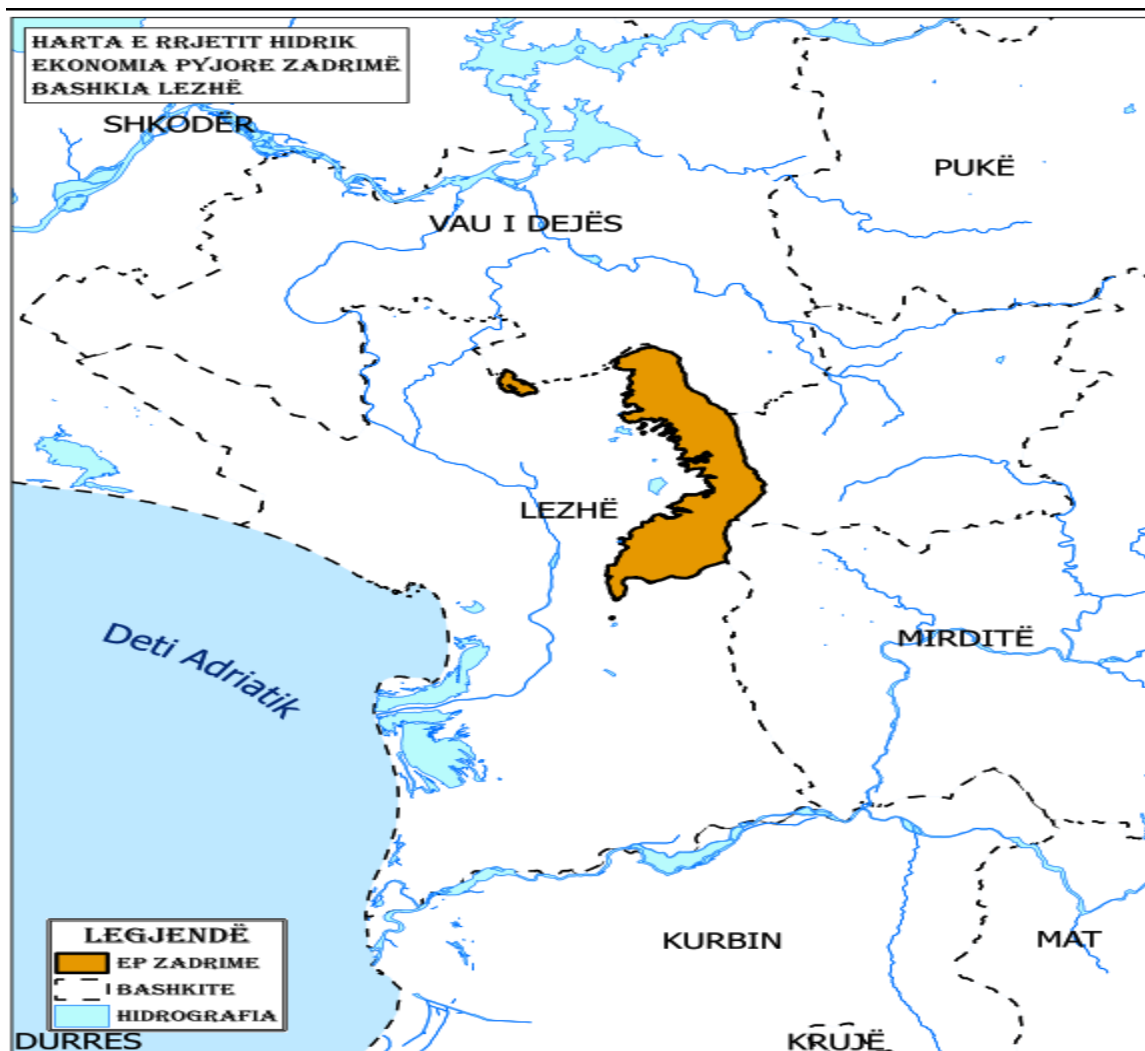 HARTA E RRJETIT HIDRIK
EKONOMIA PYJORE ZADRIMË
BASHKIA LEZHË
SHKODËR
PUKË
VAU I DEJËS
LEZHË
MIRDITË
Deti Adriatik
KURBIN
MAT
LEGJENDË
EP ZADRIME
BASHKITE
HIDROGRAFIA
DURRES
KRUJË